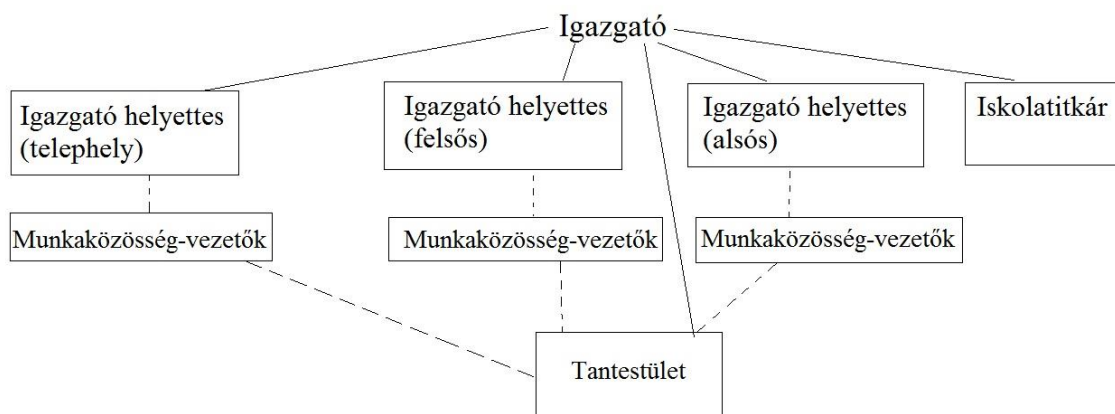 Igazgató
Igazgató helyettes
(telephely)
Igazgató helyettes
(felsős)
Igazgató helyettes
(alsós)
Iskolatitkár
Munkaközösség-vezetők
Munkaközösség-vezetők
Munkaközösség-vezetők
Tantestület